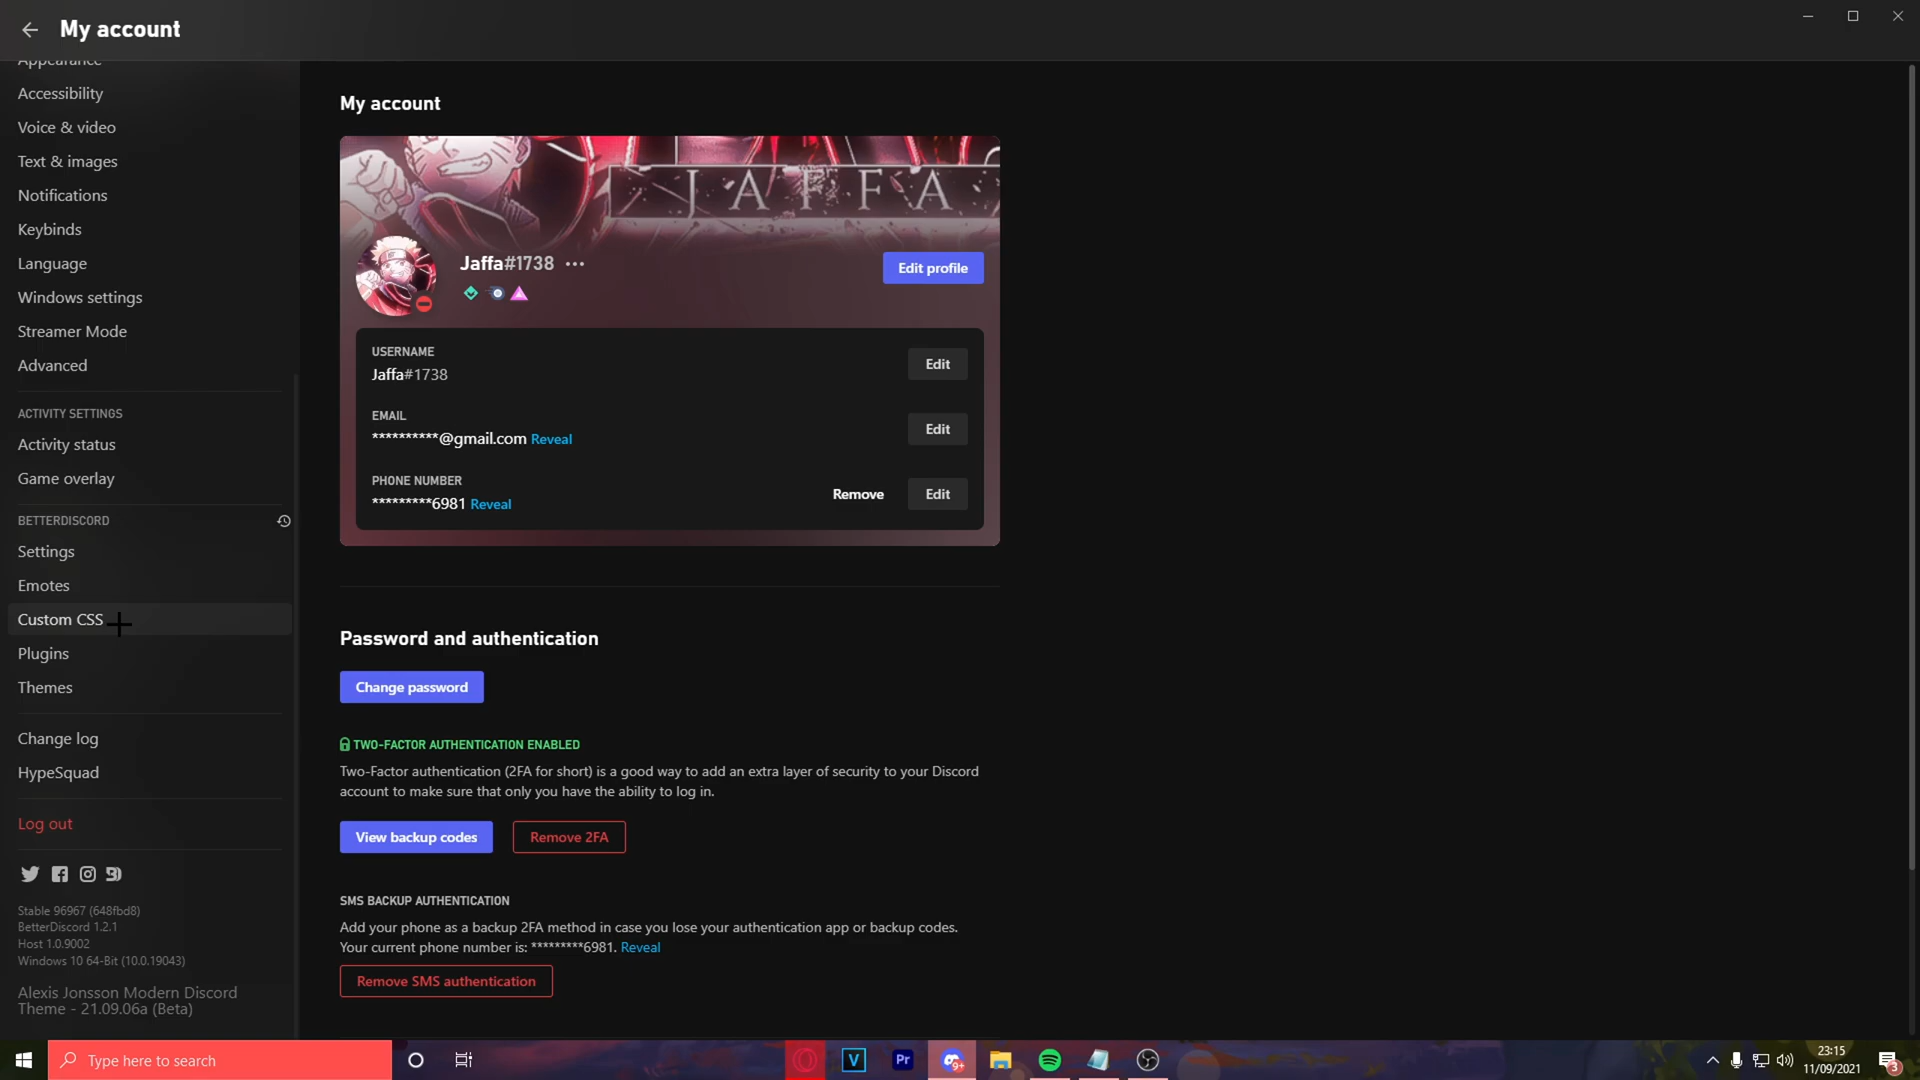 My account
Appearance
Accessibility
Voice & video
Text & images
Notifications
Keybinds
Language
Windows settings
Streamer Mode
Advanced
ACTIVITY SETTINGS
Activity status
Game overlay
BETTERDISCORD
Settings
Emotes
Custom CSS
Plugins
Themes
Change log
HypeSquad
Log out
Stable 96967 (648fbd8)
BetterDiscord 1.2.1
Host 1.0.9002
Windows 10 64-Bit (10.0.19043)
Alexis Jonsson Modern Discord
Theme - 21.09.06a (Beta)
My account
JAFFA
Jaffa#1738
Edit profile
USERNAME
Jaffa#1738
Edit
EMAIL
**********@gmail.com Reveal
Edit
PHONE NUMBER
*********6981 Reveal
Remove
Edit
Password and authentication
Change password
TWO-FACTOR AUTHENTICATION ENABLED
Two-Factor authentication (2FA for short) is a good way to add an extra layer of security to your Discord
account to make sure that only you have the ability to log in.
View backup codes
Remove 2FA
SMS BACKUP AUTHENTICATION
Add your phone as a backup 2FA method in case you lose your authentication app or backup codes.
Your current phone number is: *********6981. Reveal
Remove SMS authentication
Type here to search
V
Pr
9+
23:15
11/09/2021
3